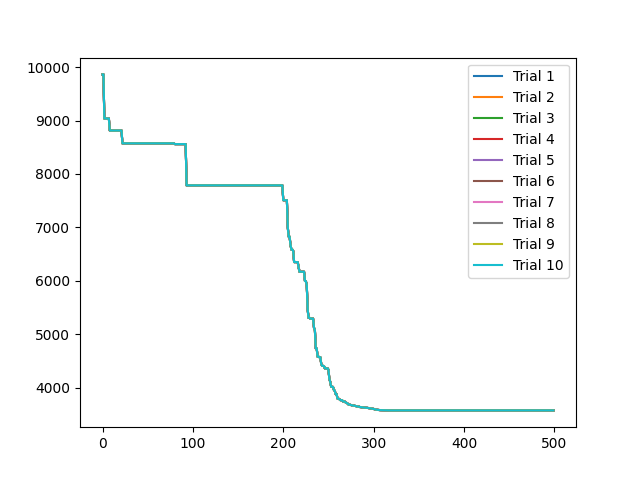 10000
9000
8000
7000
6000
5000
4000
0
100
200
300
400
500
Trial 1
Trial 2
Trial 3
Trial 4
Trial 5
Trial 6
Trial 7
Trial 8
Trial 9
Trial 10